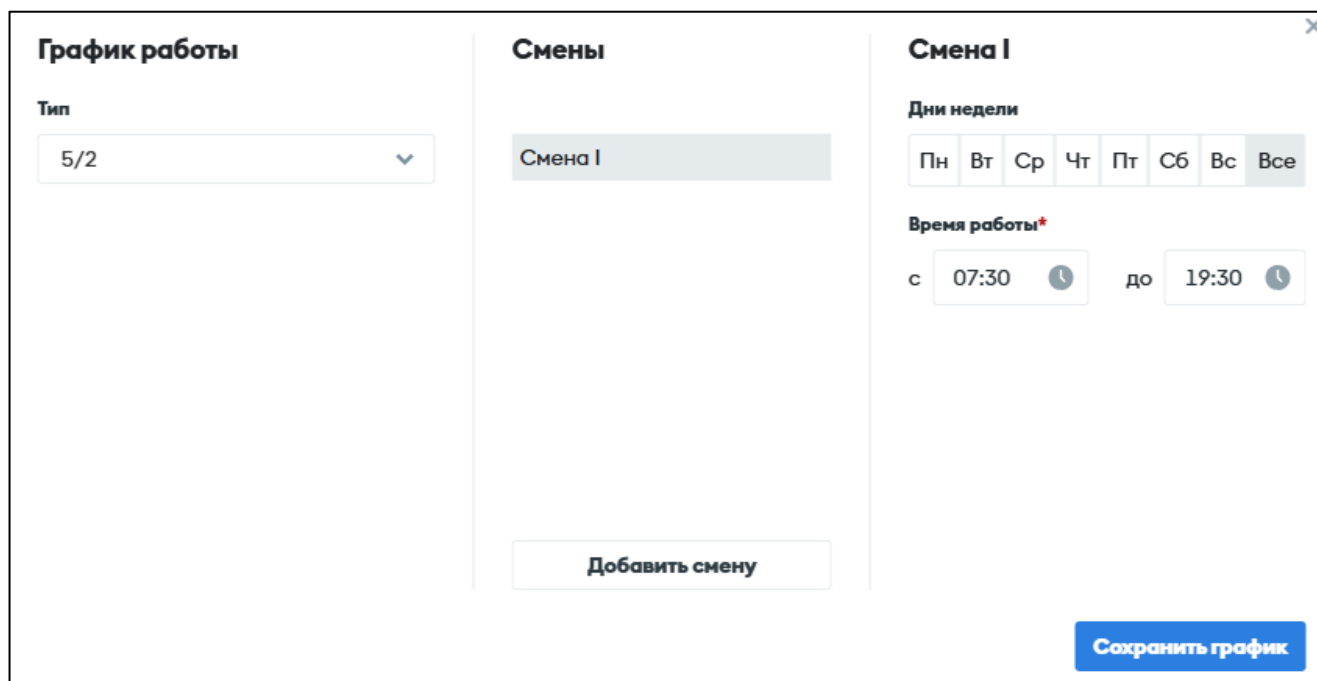 График работы
Тип
5/2
Смены
Смена I
Добавить смену
Смена I
Дни недели
Пн Вт Ср Чт Пт Сб Вс Все
Время работы*
с 07:30 до 19:30
Сохранить график